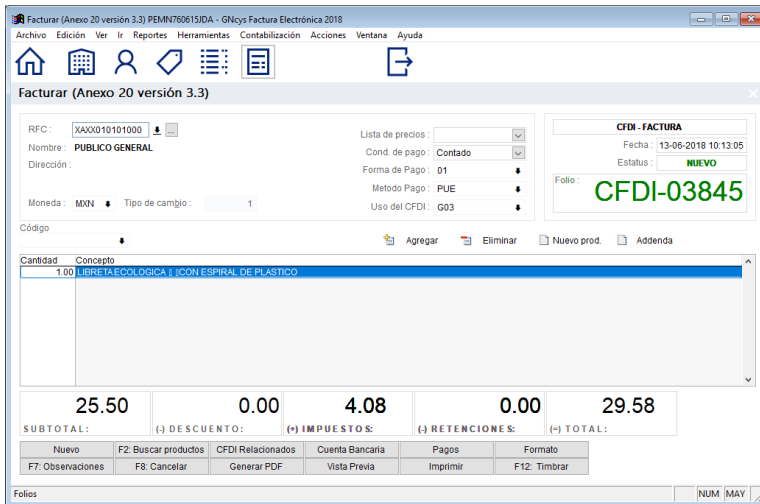 Facturar (Anexo 20 versión 3.3) PEMN760615JDA - GNcys Factura Electrónica 2018
Archivo Edición Ver Ir Reportes Herramientas Contabilización Acciones Ventana Ayuda
Facturar (Anexo 20 versión 3.3)
RFC : XAXX010101000 ...
Nombre : PUBLICO GENERAL
Dirección :
Moneda : MXN Tipo de cambio : 1
Lista de precios :
Cond. de pago : Contado
Forma de Pago : 01
Metodo Pago : PUE
Uso del CFDI : G03
CFDI - FACTURA
Fecha : 13-06-2018 10:13:05
Estatus : NUEVO
Folio : CFDI-03845
Código
Agregar Eliminar Nuevo prod. Addenda
Cantidad Concepto
1.00 LIBRETA ECOLOGICA ▯ ▯CON ESPIRAL DE PLASTICO
25.50 0.00 4.08 0.00 29.58
SUBTOTAL: (-) DESCUENTO: (+) IMPUESTOS: (-) RETENCIONES: (=) TOTAL:
Nuevo F2: Buscar productos CFDI Relacionados Cuenta Bancaria Pagos Formato
F7: Observaciones F8: Cancelar Generar PDF Vista Previa Imprimir F12: Timbrar
Folios NUM MAY